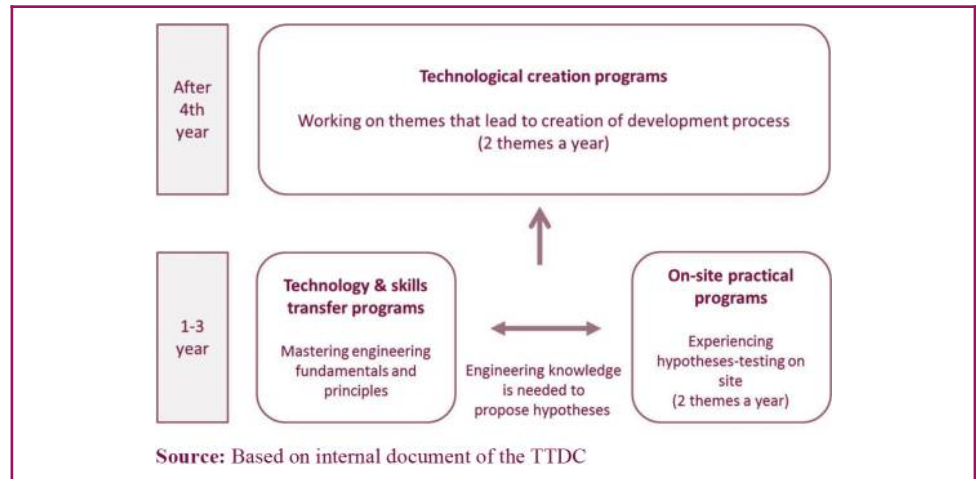 After
4th
year
Technological creation programs
Working on themes that lead to creation of development process
(2 themes a year)
1-3
year
Technology & skills
transfer programs
Mastering engineering
fundamentals and
principles
Engineering knowledge
is needed to
propose hypotheses
On-site practical
programs
Experiencing
hypotheses-testing on
site
(2 themes a year)
Source: Based on internal document of the TTDC